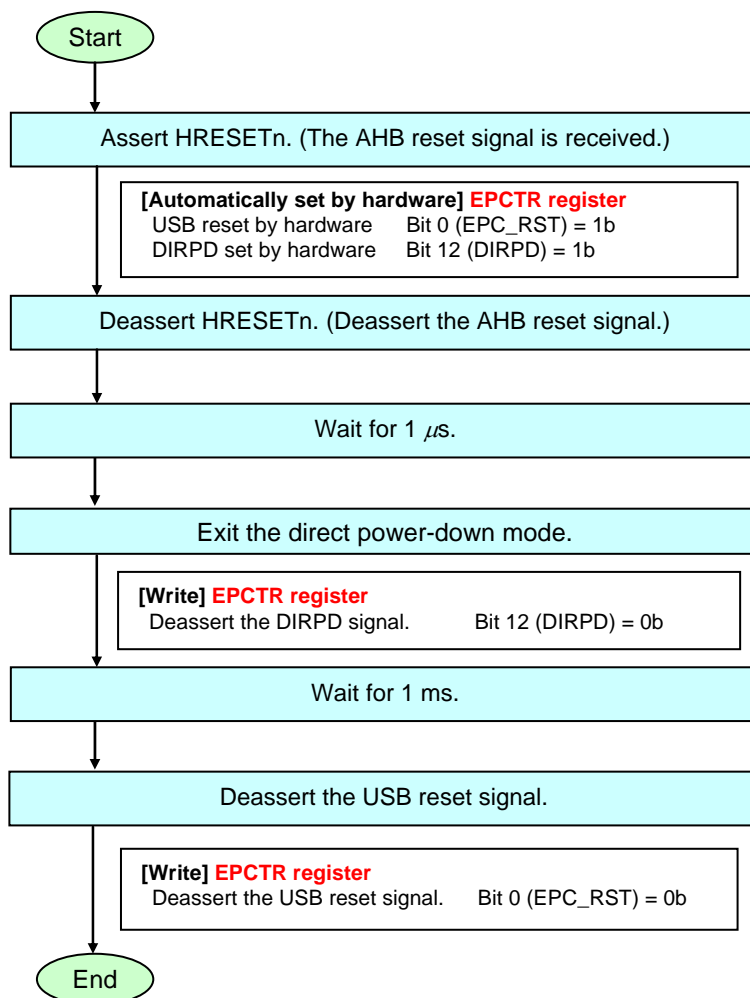 Start
Assert HRESETn. (The AHB reset signal is received.)
[Automatically set by hardware] EPCTR register
USB reset by hardware Bit 0 (EPC_RST) = 1b
DIRPD set by hardware Bit 12 (DIRPD) = 1b
Deassert HRESETn. (Deassert the AHB reset signal.)
Wait for 1 μs.
Exit the direct power-down mode.
[Write] EPCTR register
Deassert the DIRPD signal. Bit 12 (DIRPD) = 0b
Wait for 1 ms.
Deassert the USB reset signal.
[Write] EPCTR register
Deassert the USB reset signal. Bit 0 (EPC_RST) = 0b
End